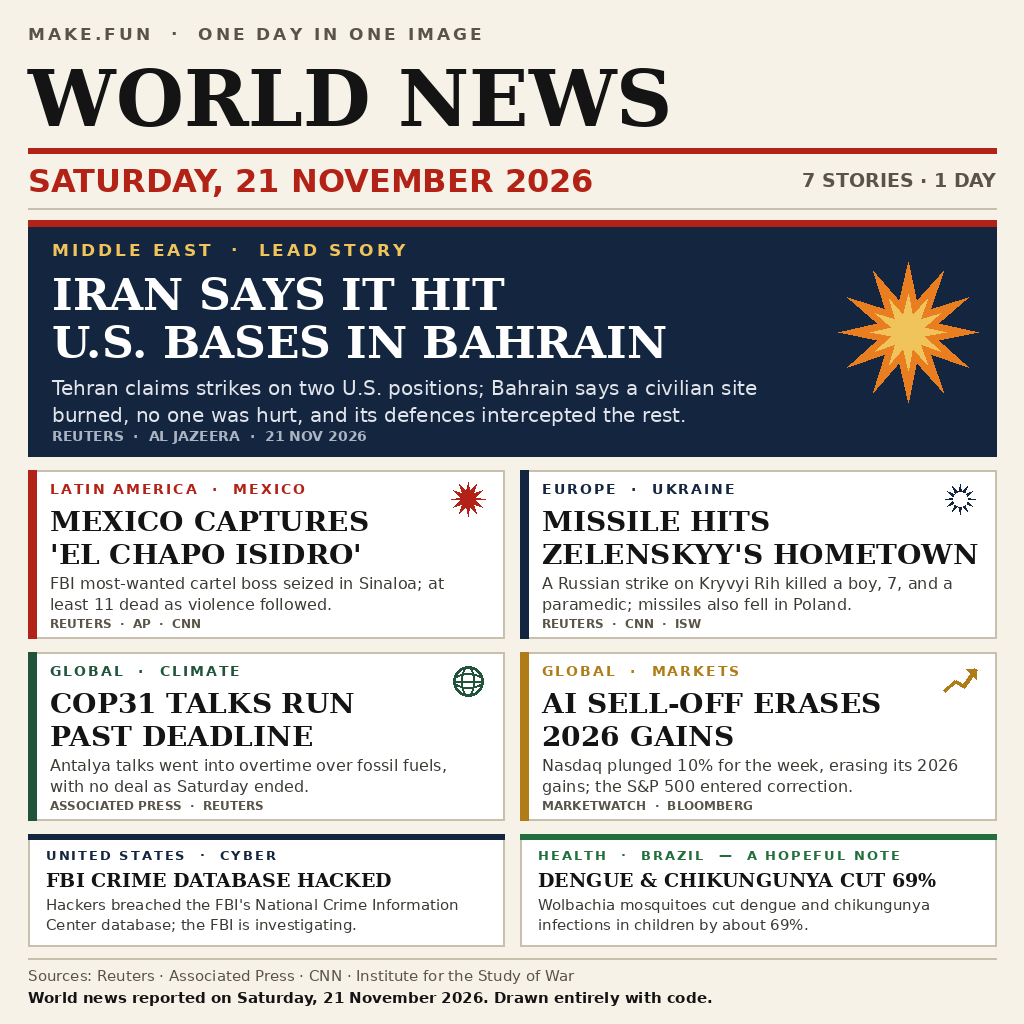 MAKE.FUN · ONE DAY IN ONE IMAGE
WORLD NEWS
SATURDAY, 21 NOVEMBER 2026
7 STORIES · 1 DAY
MIDDLE EAST · LEAD STORY
IRAN SAYS IT HIT
U.S. BASES IN BAHRAIN
Tehran claims strikes on two U.S. positions; Bahrain says a civilian site
burned, no one was hurt, and its defences intercepted the rest.
REUTERS · AL JAZEERA · 21 NOV 2026
LATIN AMERICA · MEXICO
MEXICO CAPTURES
'EL CHAPO ISIDRO'
FBI most-wanted cartel boss seized in Sinaloa; at
least 11 dead as violence followed.
REUTERS · AP · CNN
EUROPE · UKRAINE
MISSILE HITS
ZELENSKYY'S HOMETOWN
A Russian strike on Kryvyi Rih killed a boy, 7, and a
paramedic; missiles also fell in Poland.
REUTERS · CNN · ISW
GLOBAL · CLIMATE
COP31 TALKS RUN
PAST DEADLINE
Antalya talks went into overtime over fossil fuels,
with no deal as Saturday ended.
ASSOCIATED PRESS · REUTERS
GLOBAL · MARKETS
AI SELL-OFF ERASES
2026 GAINS
Nasdaq plunged 10% for the week, erasing its 2026
gains; the S&P 500 entered correction.
MARKETWATCH · BLOOMBERG
UNITED STATES · CYBER
FBI CRIME DATABASE HACKED
Hackers breached the FBI's National Crime Information
Center database; the FBI is investigating.
HEALTH · BRAZIL — A HOPEFUL NOTE
DENGUE & CHIKUNGUNYA CUT 69%
Wolbachia mosquitoes cut dengue and chikungunya
infections in children by about 69%.
Sources: Reuters · Associated Press · CNN · Institute for the Study of War
World news reported on Saturday, 21 November 2026. Drawn entirely with code.